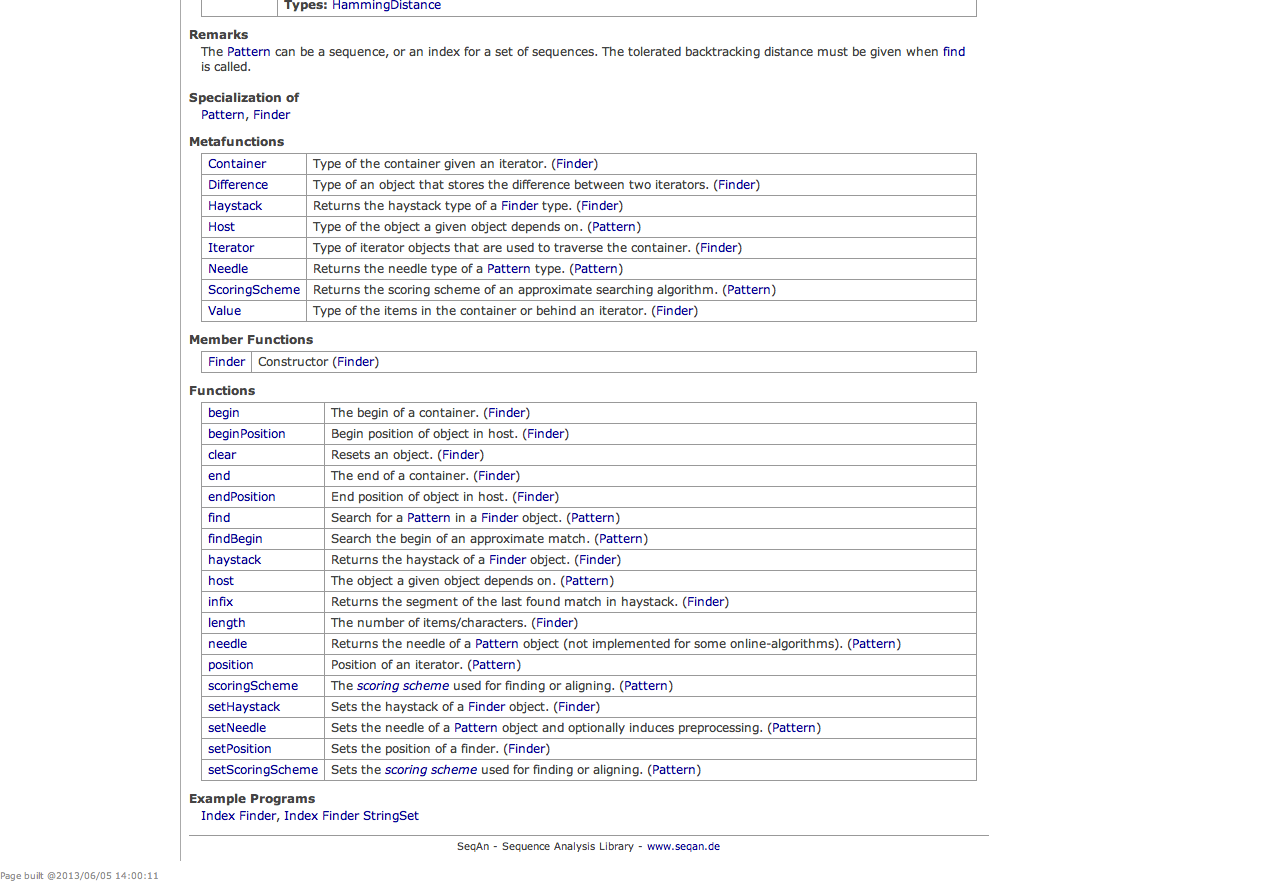 Types: HammingDistance
Remarks
The Pattern can be a sequence, or an index for a set of sequences. The tolerated backtracking distance must be given when find
is called.
Specialization of
Pattern, Finder
Metafunctions
Container Type of the container given an iterator. (Finder)
Difference Type of an object that stores the difference between two iterators. (Finder)
Haystack Returns the haystack type of a Finder type. (Finder)
Host Type of the object a given object depends on. (Pattern)
Iterator Type of iterator objects that are used to traverse the container. (Finder)
Needle Returns the needle type of a Pattern type. (Pattern)
ScoringScheme Returns the scoring scheme of an approximate searching algorithm. (Pattern)
Value Type of the items in the container or behind an iterator. (Finder)
Member Functions
Finder Constructor (Finder)
Functions
begin The begin of a container. (Finder)
beginPosition Begin position of object in host. (Finder)
clear Resets an object. (Finder)
end The end of a container. (Finder)
endPosition End position of object in host. (Finder)
find Search for a Pattern in a Finder object. (Pattern)
findBegin Search the begin of an approximate match. (Pattern)
haystack Returns the haystack of a Finder object. (Finder)
host The object a given object depends on. (Pattern)
infix Returns the segment of the last found match in haystack. (Finder)
length The number of items/characters. (Finder)
needle Returns the needle of a Pattern object (not implemented for some online-algorithms). (Pattern)
position Position of an iterator. (Pattern)
scoringScheme The scoring scheme used for finding or aligning. (Pattern)
setHaystack Sets the haystack of a Finder object. (Finder)
setNeedle Sets the needle of a Pattern object and optionally induces preprocessing. (Pattern)
setPosition Sets the position of a finder. (Finder)
setScoringScheme Sets the scoring scheme used for finding or aligning. (Pattern)
Example Programs
Index Finder, Index Finder StringSet
SeqAn - Sequence Analysis Library - www.seqan.de
Page built @2013/06/05 14:00:11